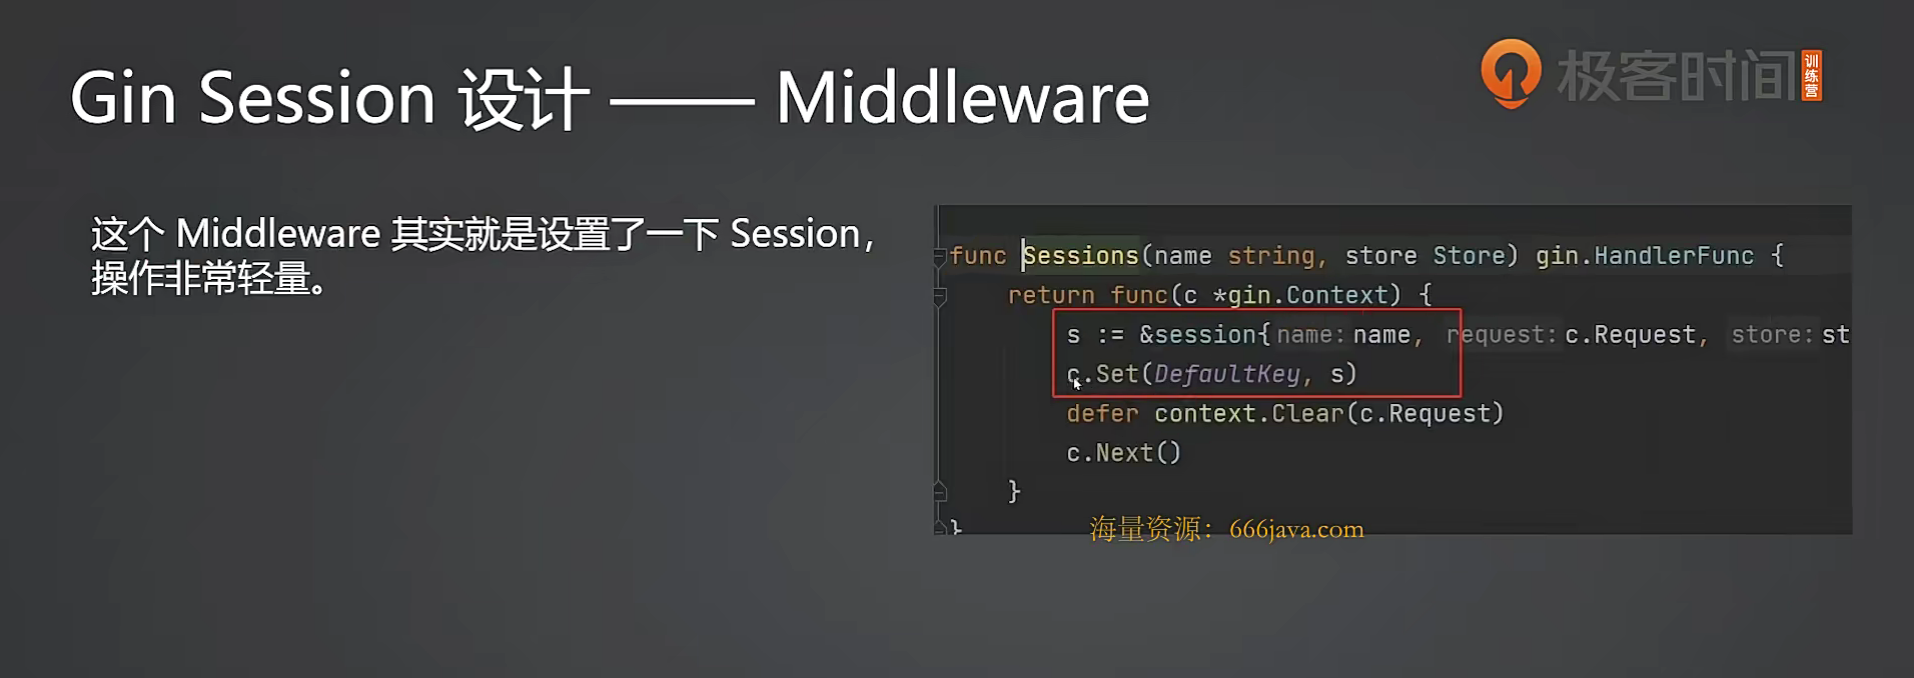 Gin Session 设计 —— Middleware
极客时间
训练营
这个 Middleware 其实就是设置了一下 Session，
操作非常轻量。
func Sessions(name string, store Store) gin.HandlerFunc {
return func(c *gin.Context) {
s := &session{name: name, request: c.Request, store: st
c.Set(DefaultKey, s)
defer context.Clear(c.Request)
c.Next()
}
}
海量资源：666java.com